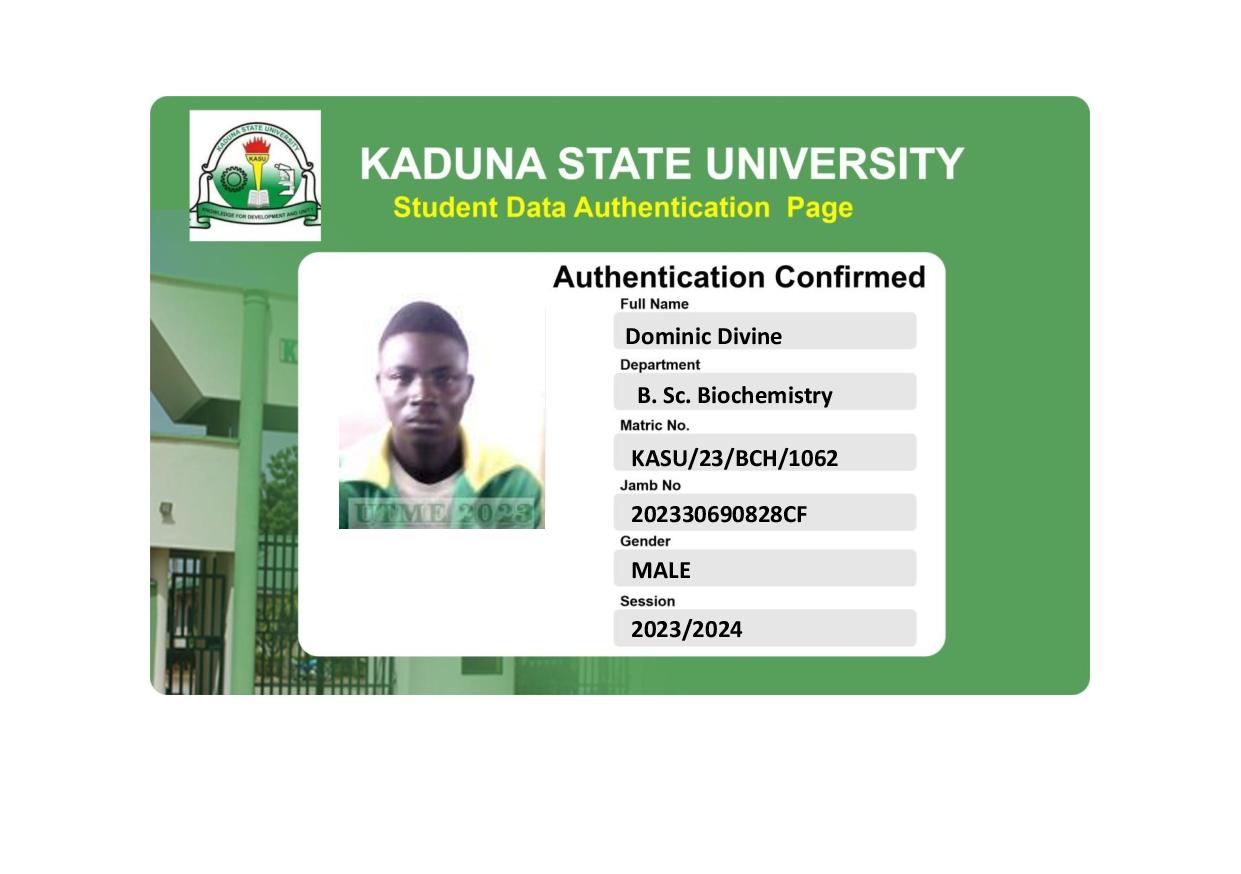 KADUNA STATE UNIVERSITY
KASU
KNOWLEDGE FOR DEVELOPMENT AND UNITY
KADUNA STATE UNIVERSITY
Student Data Authentication Page
Authentication Confirmed
Full Name
Dominic Divine
Department
B. Sc. Biochemistry
Matric No.
KASU/23/BCH/1062
Jamb No
202330690828CF
Gender
MALE
Session
2023/2024
UTME 2023
K